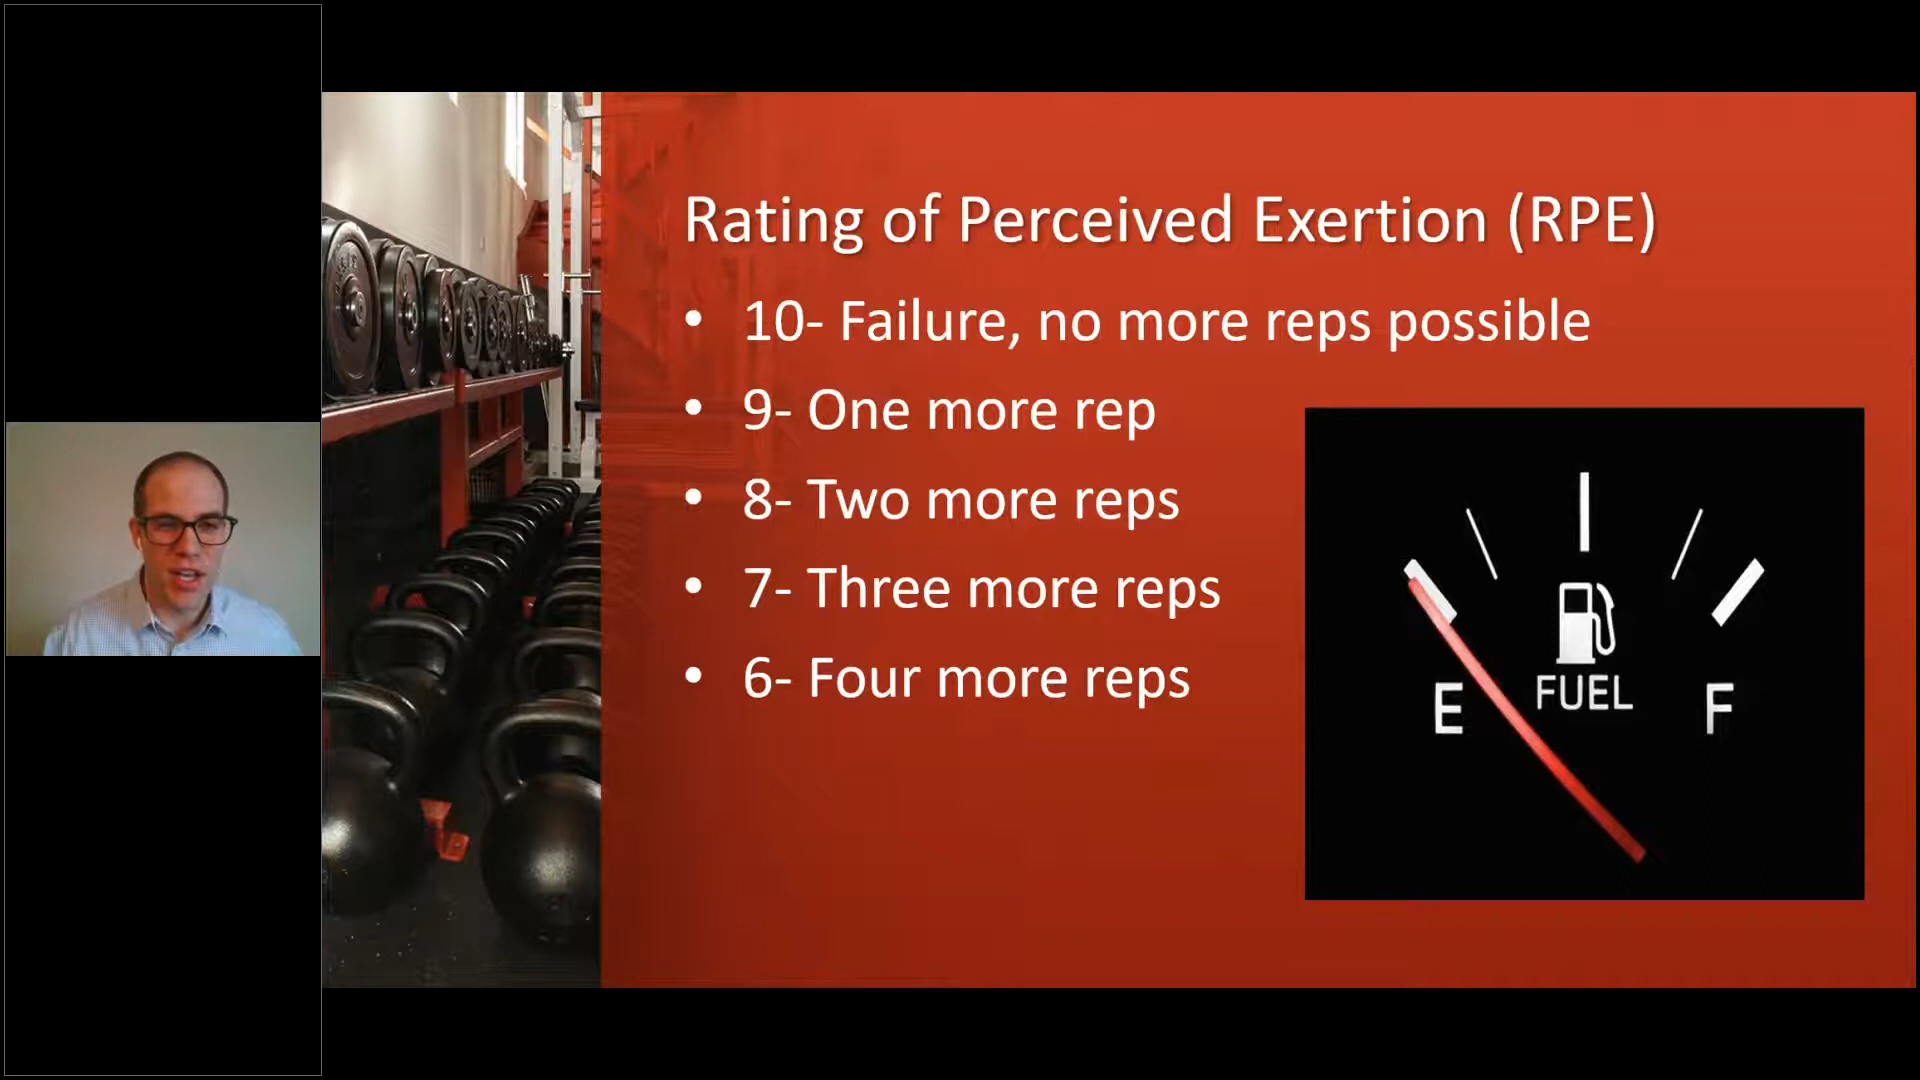 Rating of Perceived Exertion (RPE)
• 10- Failure, no more reps possible
• 9- One more rep
• 8- Two more reps
• 7- Three more reps
• 6- Four more reps
FUEL
E
F